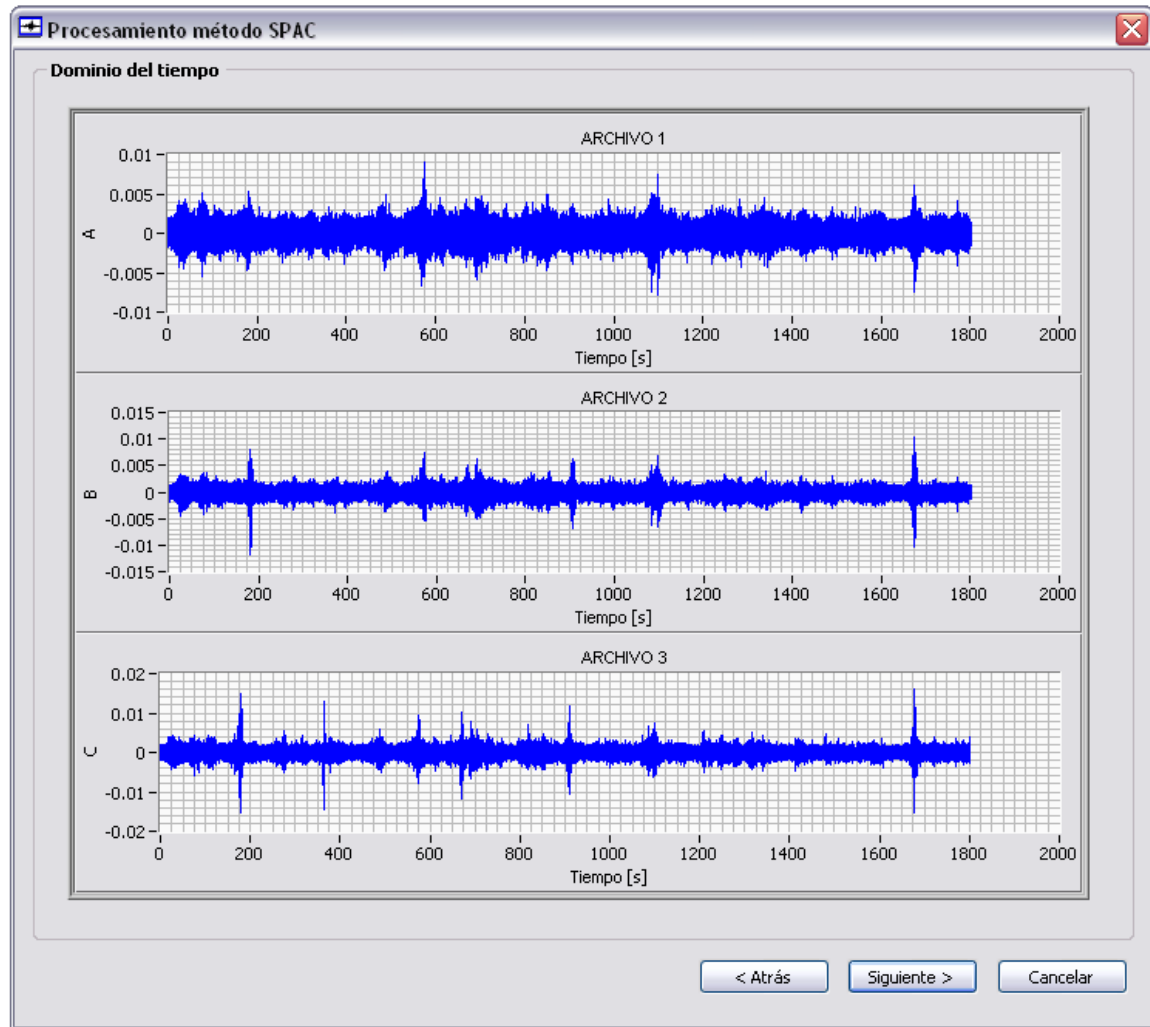 Procesamiento método SPAC
Dominio del tiempo
ARCHIVO 1
0.01
0.005
0
-0.005
-0.01
A
0 200 400 600 800 1000 1200 1400 1600 1800 2000
Tiempo [s]
ARCHIVO 2
0.015
0.01
0.005
0
-0.005
-0.01
-0.015
B
0 200 400 600 800 1000 1200 1400 1600 1800 2000
Tiempo [s]
ARCHIVO 3
0.02
0.01
0
-0.01
-0.02
C
0 200 400 600 800 1000 1200 1400 1600 1800 2000
Tiempo [s]
< Atrás Siguiente > Cancelar